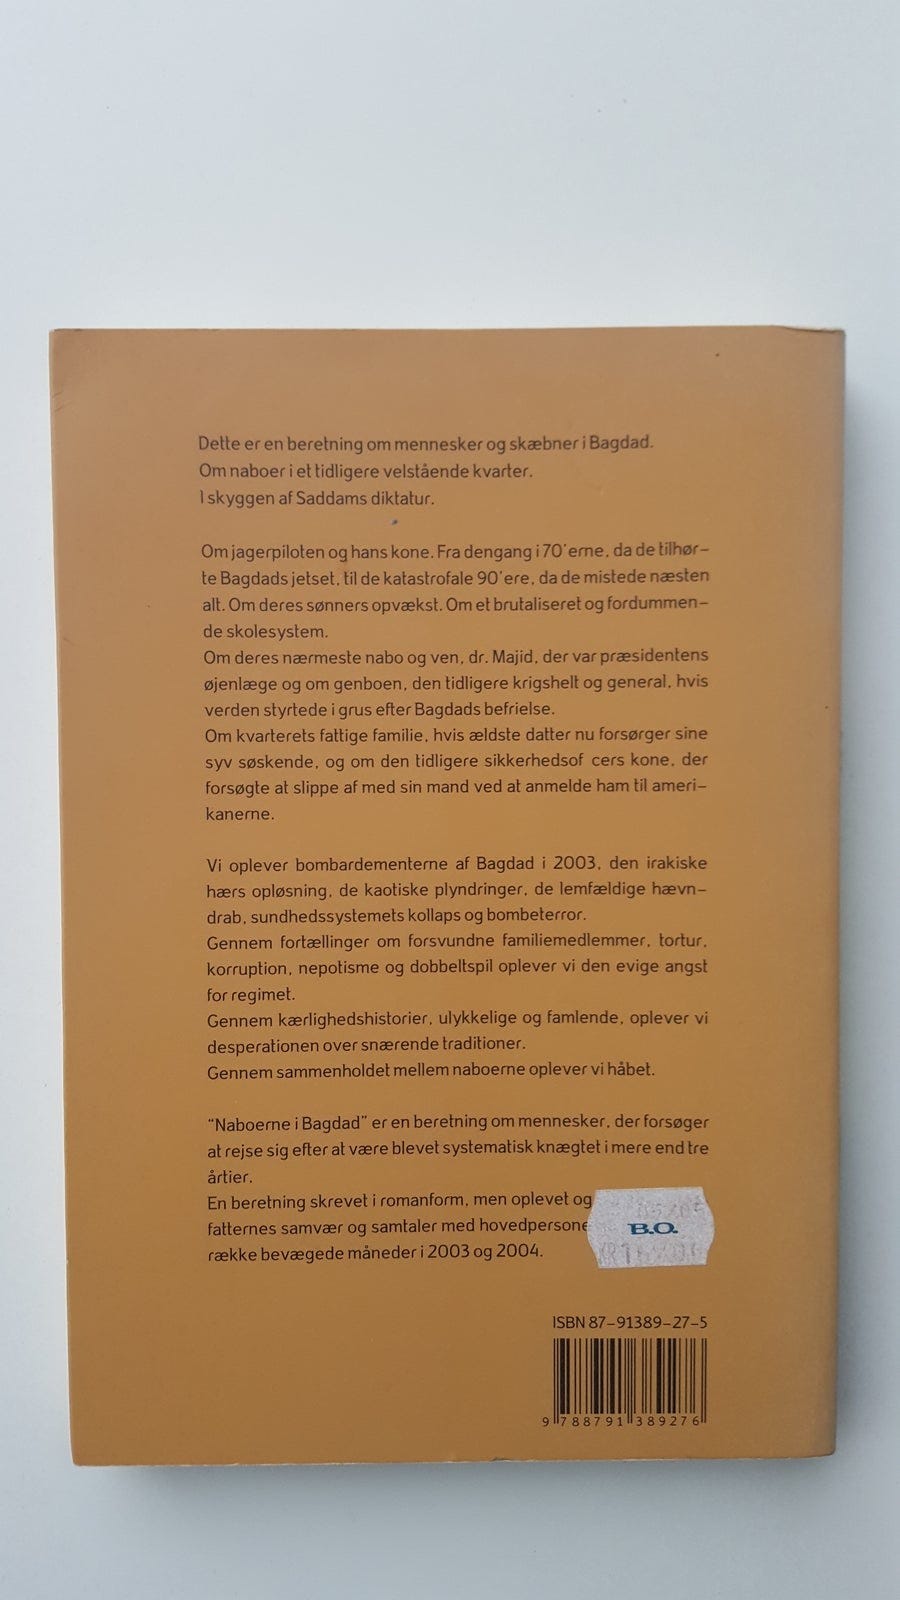 Dette er en beretning om mennesker og skæbner i Bagdad.
Om naboer i et tidligere velstående kvarter.
I skyggen af Saddams diktatur.
Om jagerpiloten og hans kone. Fra dengang i 70'erne, da de tilhør-
te Bagdads jetset, til de katastrofale 90'ere, da de mistede næsten
alt. Om deres sønners opvækst. Om et brutaliseret og fordummen-
de skolesystem.
Om deres nærmeste nabo og ven, dr. Majid, der var præsidentens
øjenlæge og om genboen, den tidligere krigshelt og general, hvis
verden styrtede i grus efter Bagdads befrielse.
Om kvarterets fattige familie, hvis ældste datter nu forsørger sine
syv søskende, og om den tidligere sikkerhedsof cers kone, der
forsøgte at slippe af med sin mand ved at anmelde ham til ameri-
kanerne.
Vi oplever bombardementerne af Bagdad i 2003, den irakiske
hærs opløsning, de kaotiske plyndringer, de lemfældige hævn-
drab, sundhedssystemets kollaps og bombeterror.
Gennem fortællinger om forsvundne familiemedlemmer, tortur,
korruption, nepotisme og dobbeltspil oplever vi den evige angst
for regimet.
Gennem kærlighedshistorier, ulykkelige og famlende, oplever vi
desperationen over snærende traditioner.
Gennem sammenholdet mellem naboerne oplever vi håbet.
"Naboerne i Bagdad" er en beretning om mennesker, der forsøger
at rejse sig efter at være blevet systematisk knægtet i mere end tre
årtier.
En beretning skrevet i romanform, men oplevet og
fatternes samvær og samtaler med hovedpersone
række bevægede måneder i 2003 og 2004.
B.O.
ISBN 87-91389-27-5
9 788791 389276